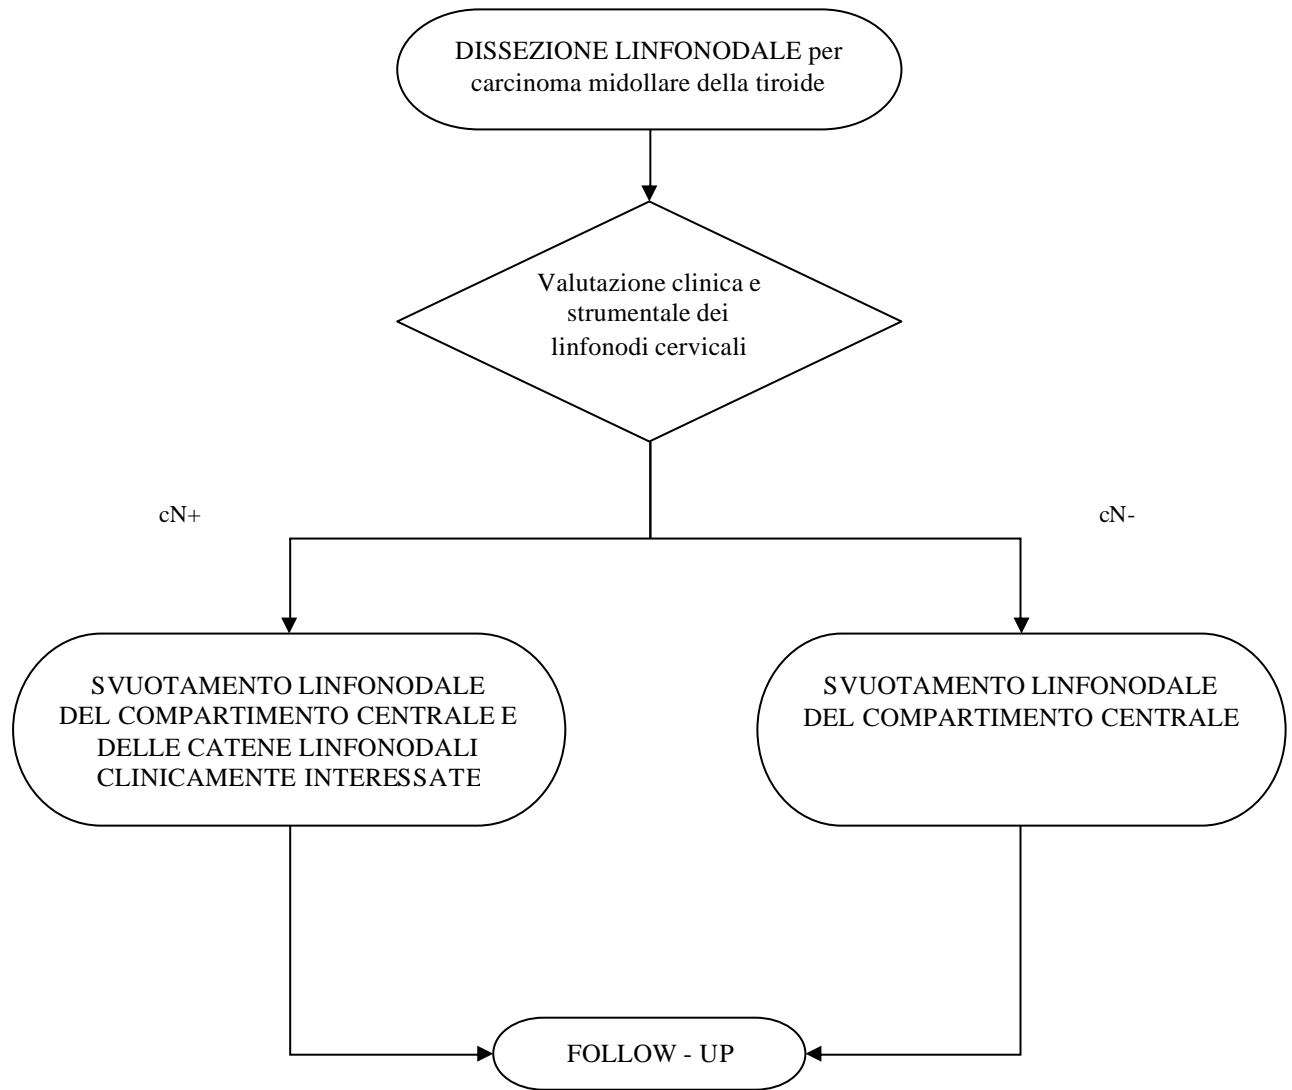 DISSEZIONE LINFONODALE per
carcinoma midollare della tiroide
Valutazione clinica e
strumentale dei
linfonodi cervicali
cN+
cN-
SVUOTAMENTO LINFONODALE
DEL COMPARTIMENTO CENTRALE E
DELLE CATENE LINFONODALI
CLINICAMENTE INTERESSATE
SVUOTAMENTO LINFONODALE
DEL COMPARTIMENTO CENTRALE
FOLLOW - UP